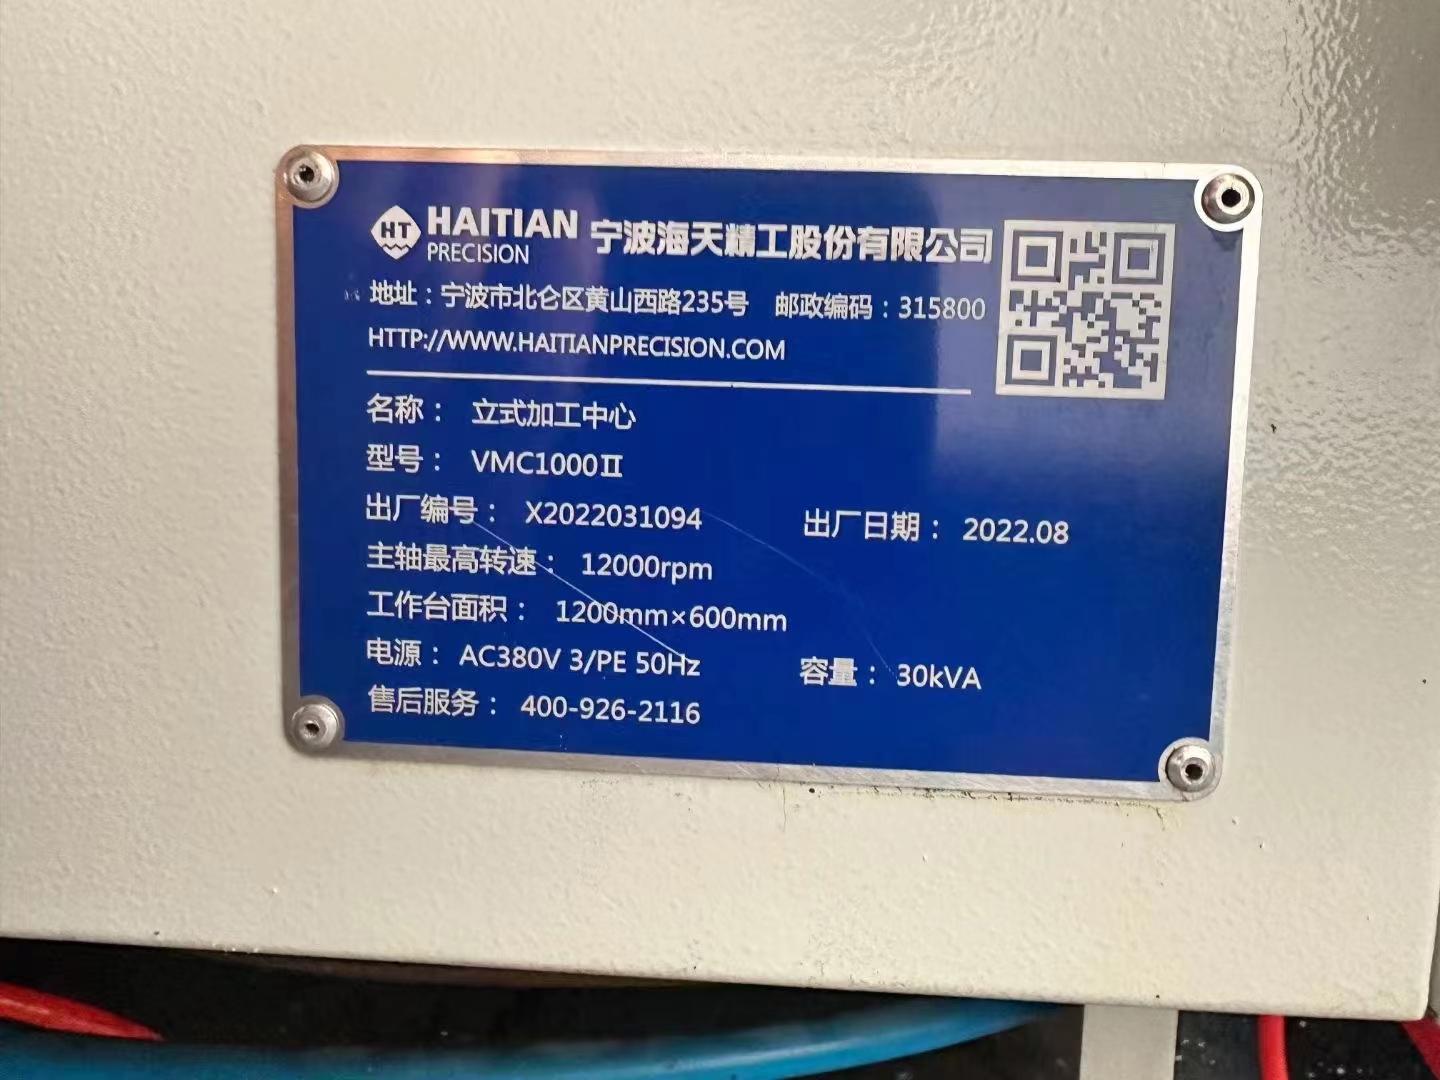 HT HAITIAN PRECISION 宁波海天精工股份有限公司
地址：宁波市北仑区黄山西路235号 邮政编码：315800
HTTP://WWW.HAITIANPRECISION.COM
名称： 立式加工中心
型号： VMC1000Ⅱ
出厂编号： X2022031094 出厂日期： 2022.08
主轴最高转速： 12000rpm
工作台面积： 1200mm×600mm
电源： AC380V 3/PE 50Hz 容量： 30kVA
售后服务： 400-926-2116